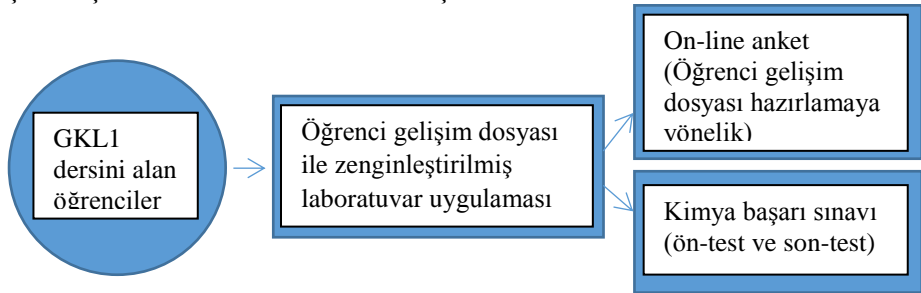 GKL1
dersini alan
öğrenciler
Öğrenci gelişim dosyası
ile zenginleştirilmiş
laboratuvar uygulaması
On-line anket
(Öğrenci gelişim
dosyası hazırlamaya
yönelik)
Kimya başarı sınavı
(ön-test ve son-test)